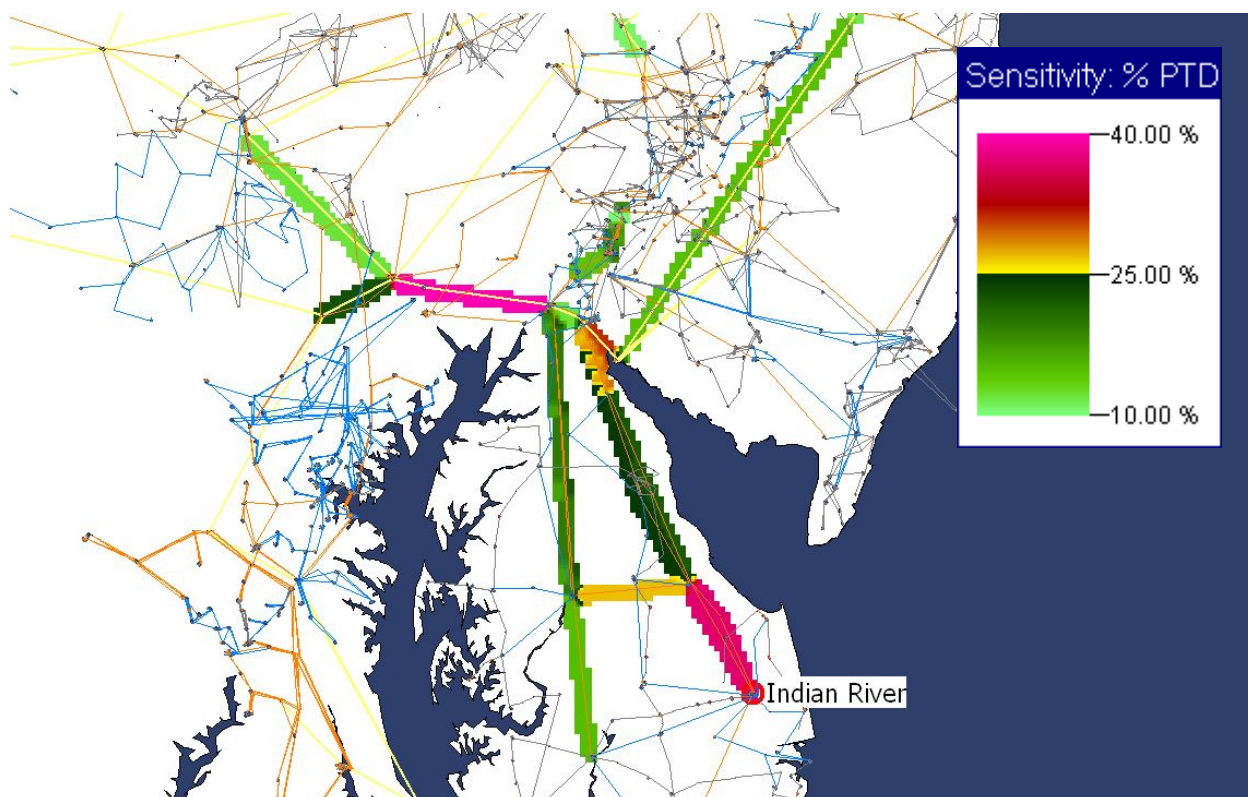 Sensitivity: % PTD
40.00 %
25.00 %
10.00 %
Indian River